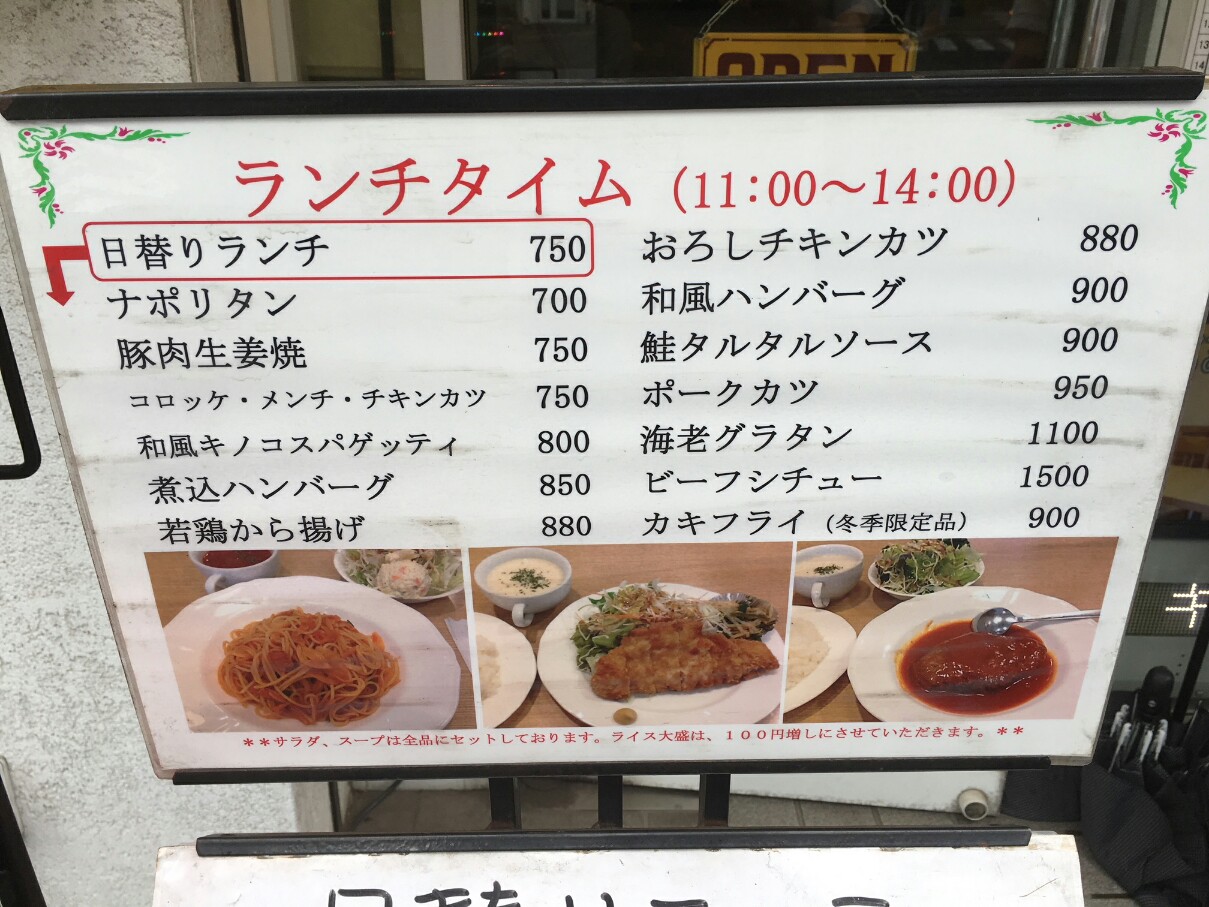 OPEN
ランチタイム (11:00～14:00)
日替りランチ 750
ナポリタン 700
豚肉生姜焼 750
コロッケ・メンチ・チキンカツ 750
和風キノコスパゲッティ 800
煮込ハンバーグ 850
若鶏から揚げ 880
おろしチキンカツ 880
和風ハンバーグ 900
鮭タルタルソース 900
ポークカツ 950
海老グラタン 1100
ビーフシチュー 1500
カキフライ (冬季限定品) 900
＊＊サラダ、スープは全品にセットしております。ライス大盛は、１００円増しにさせていただきます。＊＊